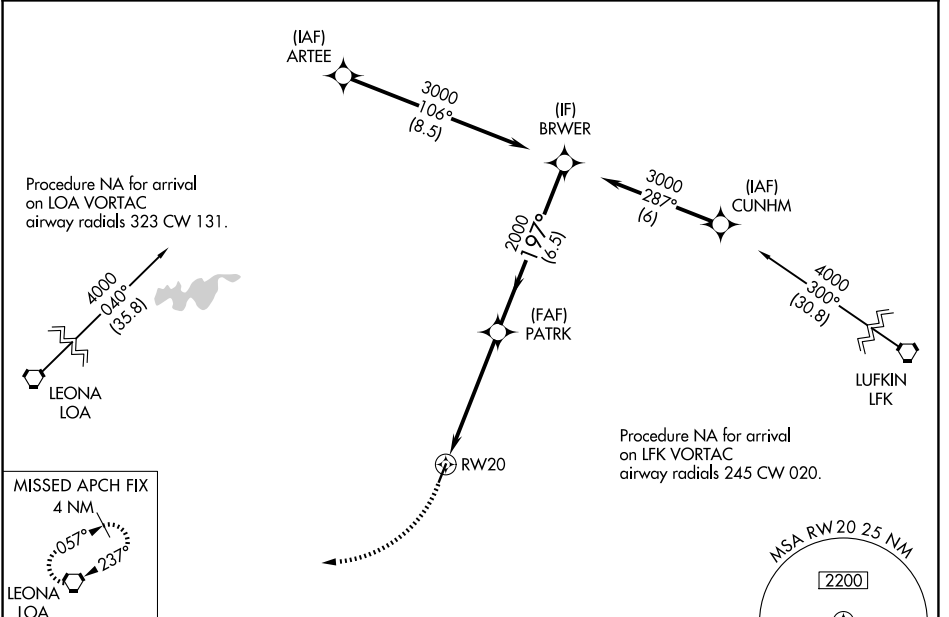 (IAF)
ARTEE
3000
106°
(8.5)
(IF)
BRWER
Procedure NA for arrival
on LOA VORTAC
airway radials 323 CW 131.
3000
287°
(6)
(IAF)
CUNHM
2000
197°
(6.5)
4000
040°
(35.8)
4000
300°
(30.8)
(FAF)
PATRK
LEONA
LOA
LUFKIN
LFK
Procedure NA for arrival
on LFK VORTAC
airway radials 245 CW 020.
RW20
MISSED APCH FIX
4 NM
057°
237°
LEONA
LOA
MSA RW20 25 NM
2200